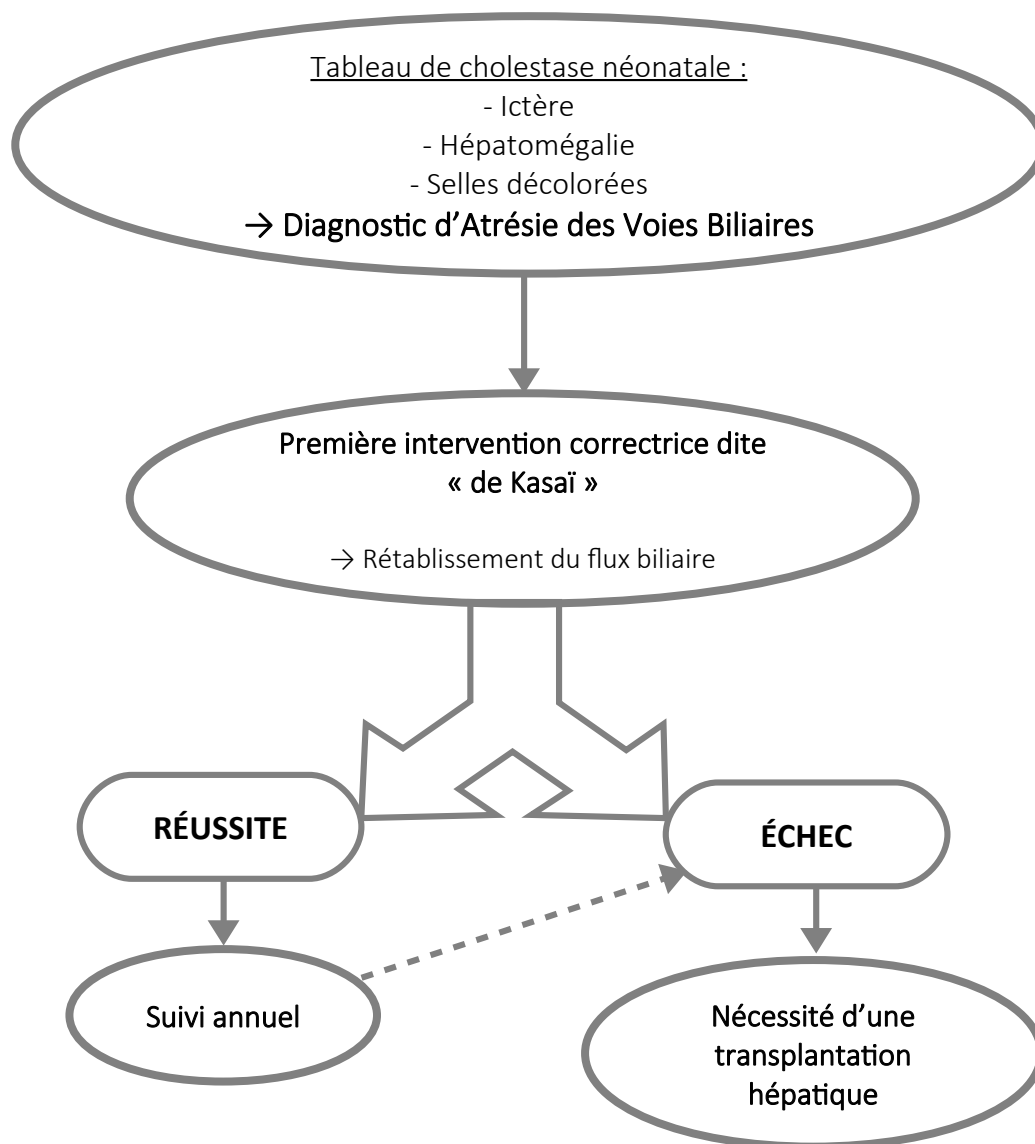 Tableau de cholestase néonatale :
- Ictère
- Hépatomégalie
- Selles décolorées
→ Diagnostic d’Atrésie des Voies Biliaires
Première intervention correctrice dite
« de Kasaï »
→ Rétablissement du flux biliaire
RÉUSSITE
ÉCHEC
Suivi annuel
Nécessité d’une
transplantation
hépatique